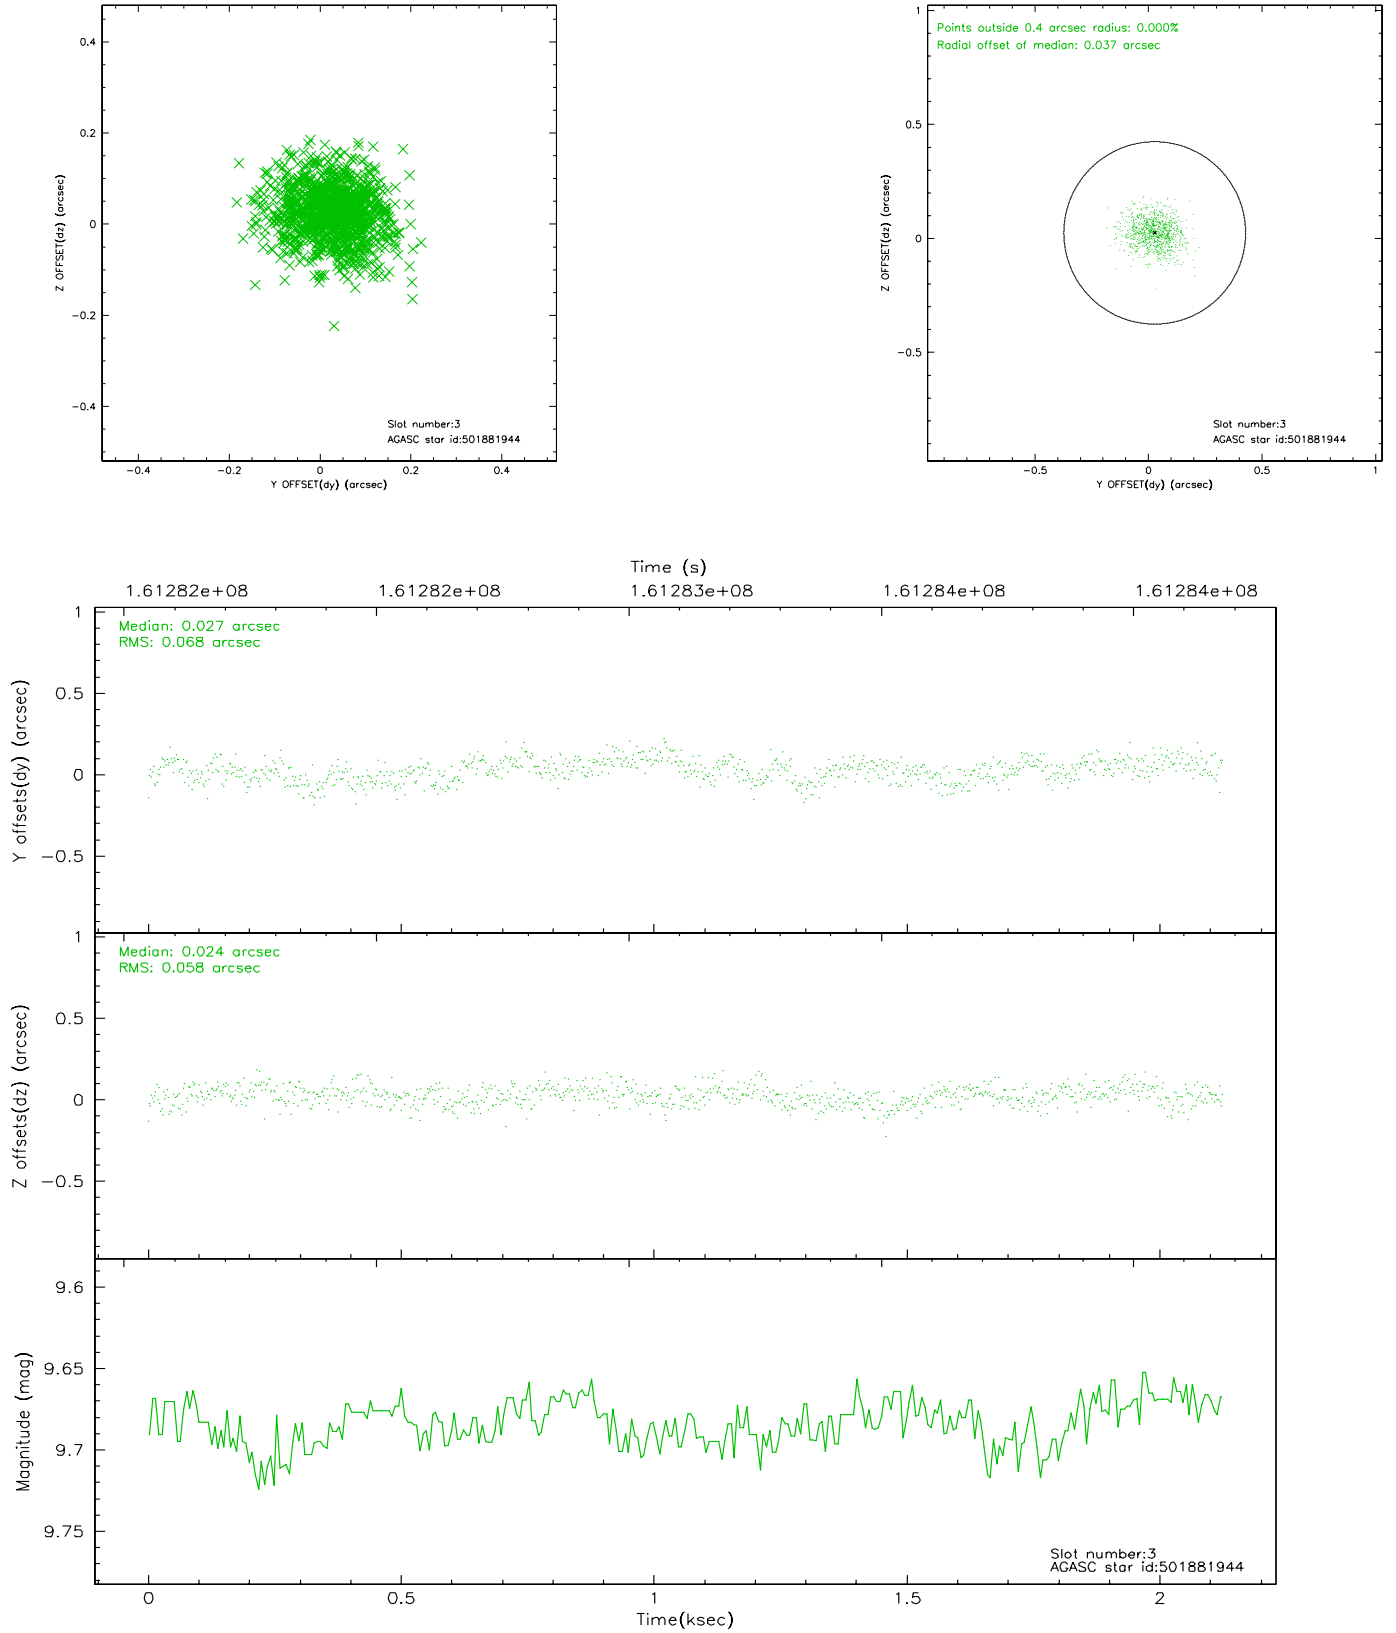 0.4
0.2
0
−0.2
−0.4
Z OFFSET(dz) (arcsec)
Slot number:3
AGASC star id:501881944
−0.4 −0.2 0 0.2 0.4
Y OFFSET(dy) (arcsec)
1
0.5
0
−0.5
Z OFFSET(dz) (arcsec)
Points outside 0.4 arcsec radius: 0.000%
Radial offset of median: 0.037 arcsec
Slot number:3
AGASC star id:501881944
−0.5 0 0.5 1
Y OFFSET(dy) (arcsec)
Time (s)
1.61282e+08 1.61282e+08 1.61283e+08 1.61284e+08 1.61284e+08
1
0.5
0
−0.5
Y offsets(dy) (arcsec)
Median: 0.027 arcsec
RMS: 0.068 arcsec
1
0.5
0
−0.5
Z offsets(dz) (arcsec)
Median: 0.024 arcsec
RMS: 0.058 arcsec
9.6
9.65
9.7
9.75
Magnitude (mag)
Slot number:3
AGASC star id:501881944
0 0.5 1 1.5 2
Time(ksec)